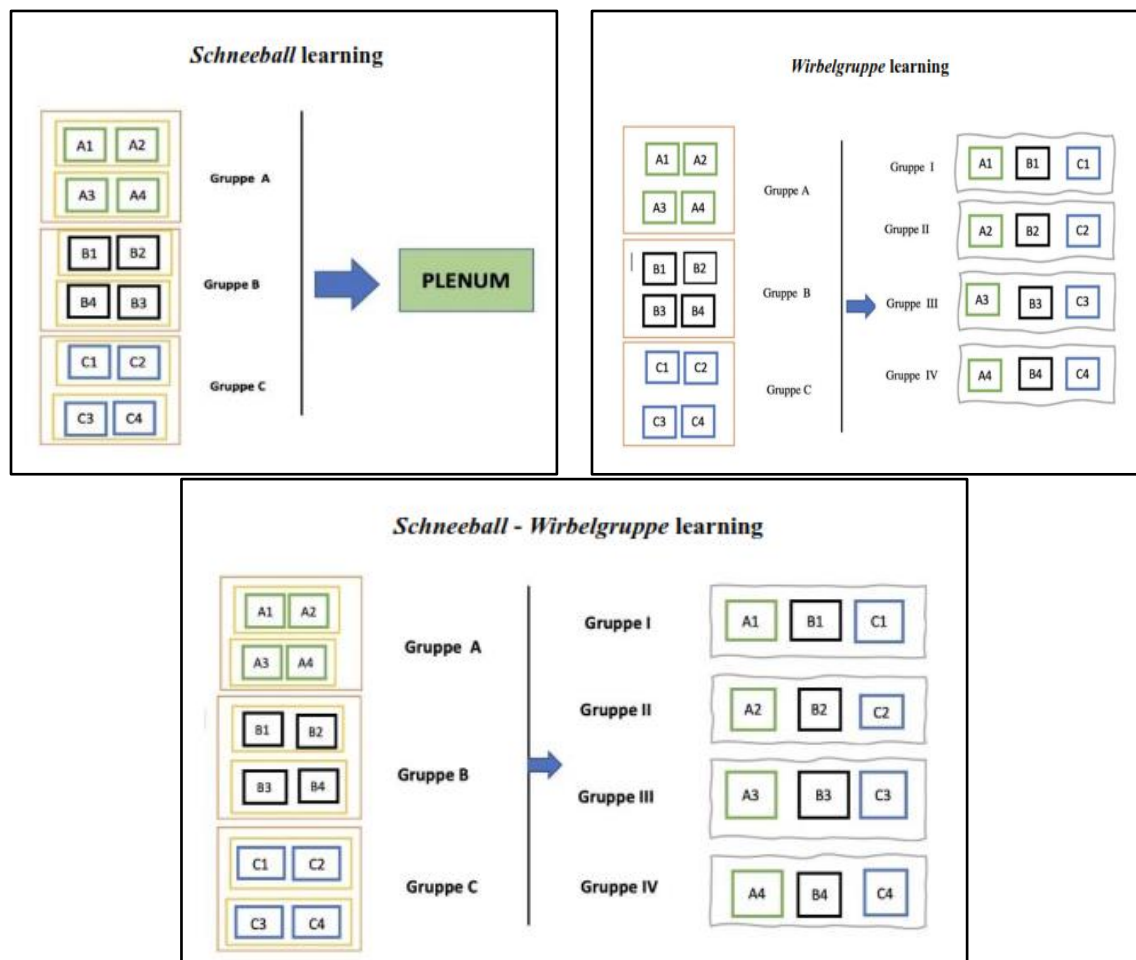 Schneeball learning
A1 A2
A3 A4
Gruppe A
B1 B2
B4 B3
Gruppe B
C1 C2
C3 C4
Gruppe C
PLENUM
Wirbelgruppe learning
A1 A2
A3 A4
Gruppe A
B1 B2
B3 B4
Gruppe B
C1 C2
C3 C4
Gruppe C
Gruppe I A1 B1 C1
Gruppe II A2 B2 C2
Gruppe III A3 B3 C3
Gruppe IV A4 B4 C4
Schneeball - Wirbelgruppe learning
A1 A2
A3 A4
Gruppe A
B1 B2
B3 B4
Gruppe B
C1 C2
C3 C4
Gruppe C
Gruppe I A1 B1 C1
Gruppe II A2 B2 C2
Gruppe III A3 B3 C3
Gruppe IV A4 B4 C4